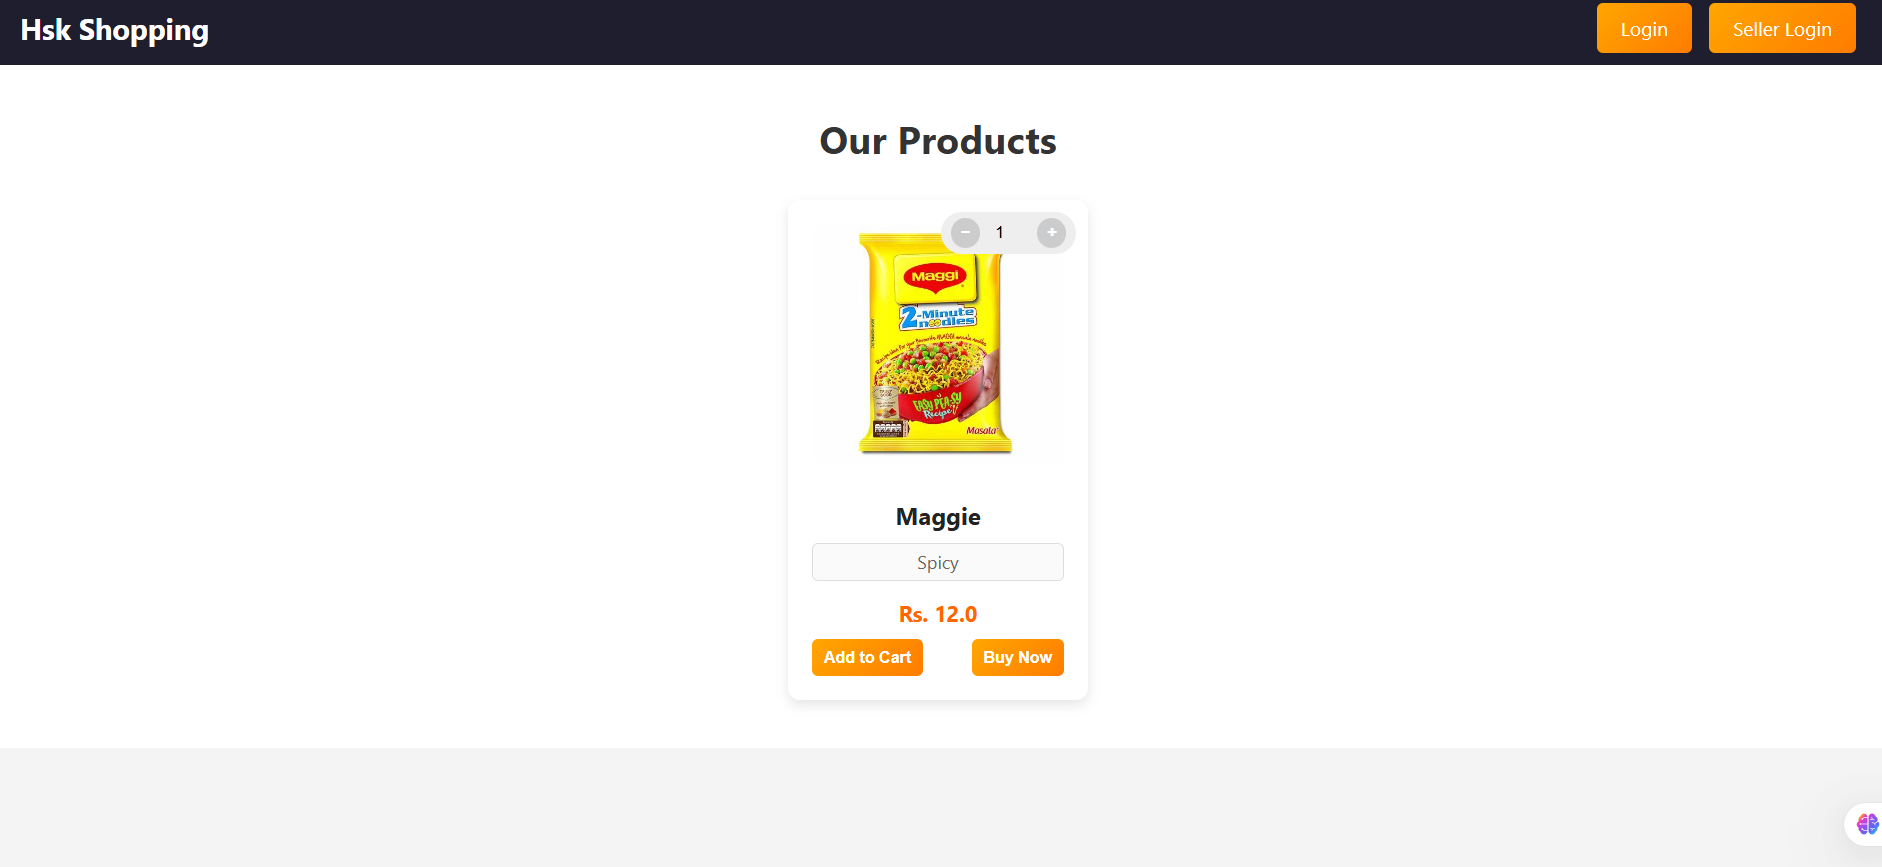 Hsk Shopping
Login
Seller Login
Our Products
− 1 +
Maggi
2-Minute
noodles
EASY PEA-SY
Recipe
Masala
Maggie
Spicy
Rs. 12.0
Add to Cart
Buy Now